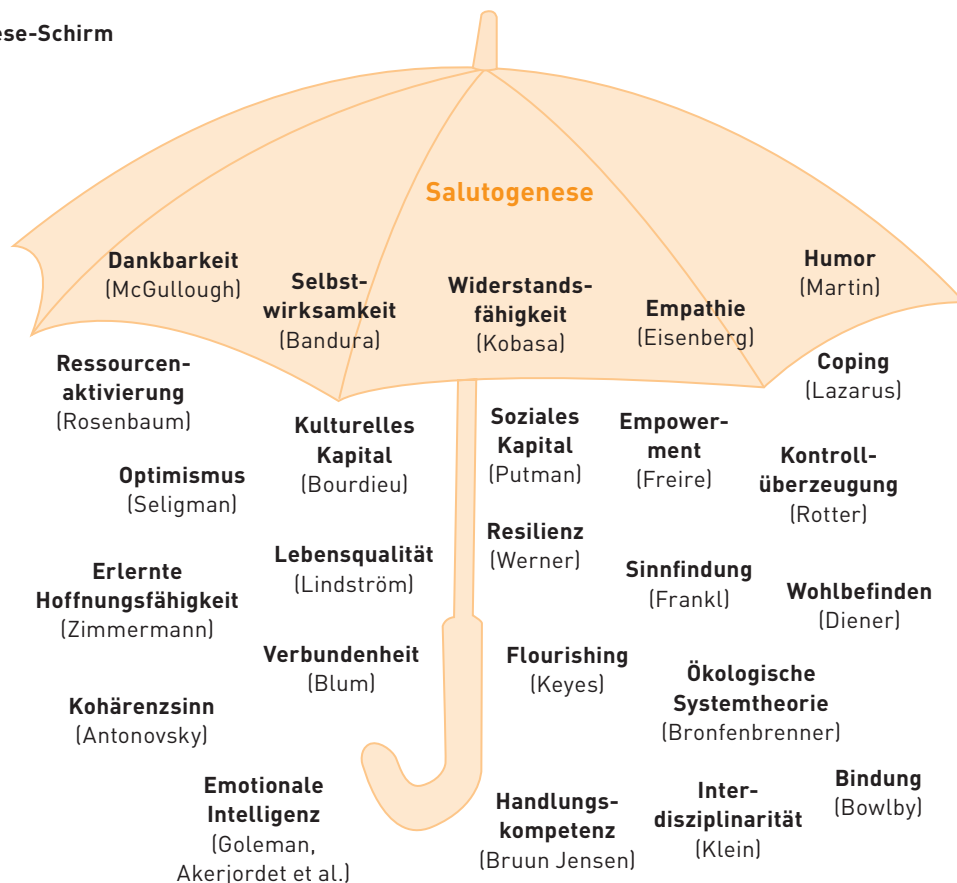 ese-Schirm
Salutogenese
Dankbarkeit
(McGullough)
Selbst-
wirksamkeit
(Bandura)
Widerstands-
fähigkeit
(Kobasa)
Empathie
(Eisenberg)
Humor
(Martin)
Ressourcen-
aktivierung
(Rosenbaum)
Kulturelles
Kapital
(Bourdieu)
Soziales
Kapital
(Putman)
Empower-
ment
(Freire)
Coping
(Lazarus)
Optimismus
(Seligman)
Kontroll-
überzeugung
(Rotter)
Lebensqualität
(Lindström)
Resilienz
(Werner)
Erlernte
Hoffnungsfähigkeit
(Zimmermann)
Sinnfindung
(Frankl)
Wohlbefinden
(Diener)
Verbundenheit
(Blum)
Flourishing
(Keyes)
Ökologische
Systemtheorie
(Bronfenbrenner)
Kohärenzsinn
(Antonovsky)
Emotionale
Intelligenz
(Goleman,
Akerjordet et al.)
Handlungs-
kompetenz
(Bruun Jensen)
Inter-
disziplinarität
(Klein)
Bindung
(Bowlby)